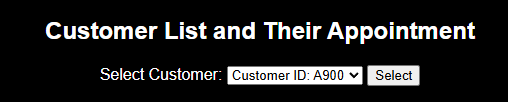 Customer List and Their Appointment
Select Customer: Customer ID: A900 Select